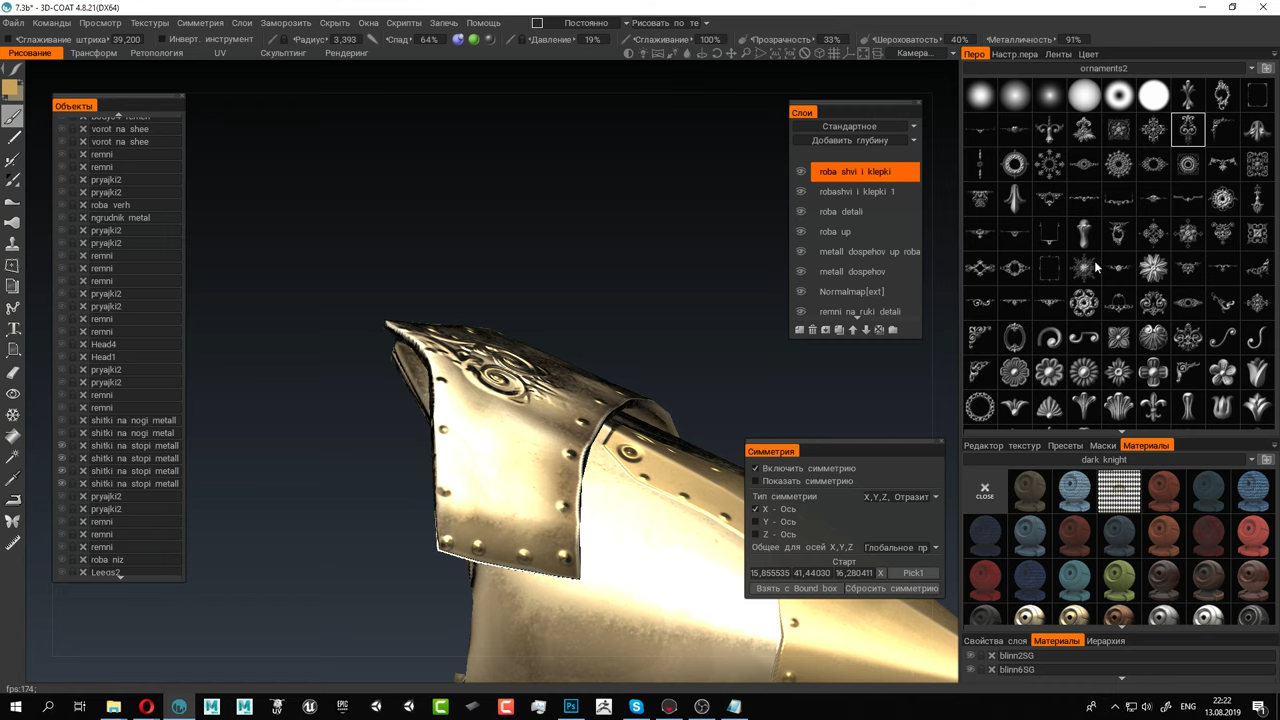 7.3b* - 3D-COAT 4.8.21(DX64)
Файл Команды Просмотр Текстуры Симметрия Слои Заморозить Скрыть Окна Скрипты Запечь Помощь Постоянно Рисовать по те
Сглаживание штриха 39,200 Инверт. инструмент Радиус 3,393 Спад 64% Давление 19% Сглаживание 100% Прозрачность 33% Шероховатость 40% Металличность 91%
Рисование Трансформ Ретопология UV Скульптинг Рендеринг Камера...
Перо Настр.пера Ленты Цвет
ornaments2
Объекты
vorot na shee
vorot na shee
remni
remni
pryajki2
pryajki2
roba verh
ngrudnik metal
pryajki2
pryajki2
remni
remni
remni
pryajki2
pryajki2
remni
remni
Head4
Head1
pryajki2
pryajki2
remni
remni
shitki na nogi metall
shitki na nogi metal
shitki na stopi metall
shitki na stopi metall
shitki na stopi metall
shitki na stopi metall
pryajki2
pryajki2
remni
remni
remni
roba niz
Leegs2
Слои
Стандартное
Добавить глубину
roba shvi i klepki
robashvi i klepki 1
roba detali
roba up
metall dospehov up roba
metall dospehov
Normalmap[ext]
remni na_ruki detali
Симметрия
Включить симметрию
Показать симметрию
Тип симметрии X,Y,Z, Отразит
X - Ось
Y - Ось
Z - Ось
Общее для осей X,Y,Z Глобальное пр
Старт
15,855535 41,44030 16,280411 X Pick1
Взять с Bound box Сбросить симметрию
Редактор текстур Пресеты Маски Материалы
dark knight
CLOSE
Свойства слоя Материалы Иерархия
blinn2SG
blinn6SG
fps:174;
ENG 22:22
13.08.2019